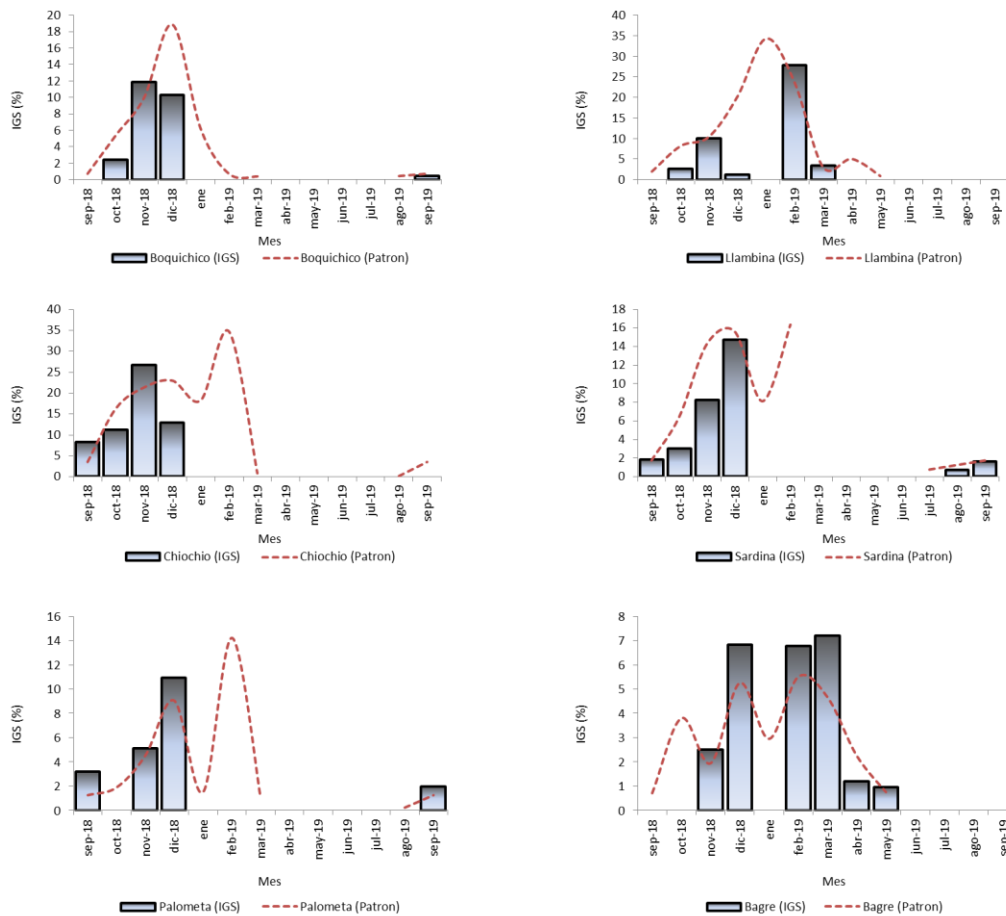 20
18
16
14
12
10
8
6
4
2
0
IGS (%)
sep-18
oct-18
nov-18
dic-18
ene
feb-19
mar-19
abr-19
may-19
jun-19
jul-19
ago-19
sep-19
Mes
Boquichico (IGS) Boquichico (Patron)
40
35
30
25
20
15
10
5
0
IGS (%)
sep-18
oct-18
nov-18
dic-18
ene
feb-19
mar-19
abr-19
may-19
jun-19
jul-19
ago-19
sep-19
Mes
Llambina (IGS) Llambina (Patron)
40
35
30
25
20
15
10
5
0
IGS (%)
sep-18
oct-18
nov-18
dic-18
ene
feb-19
mar-19
abr-19
may-19
jun-19
jul-19
ago-19
sep-19
Mes
Chiochio (IGS) Chiochio (Patron)
18
16
14
12
10
8
6
4
2
0
IGS (%)
sep-18
oct-18
nov-18
dic-18
ene
feb-19
mar-19
abr-19
may-19
jun-19
jul-19
ago-19
sep-19
Mes
Sardina (IGS) Sardina (Patron)
16
14
12
10
8
6
4
2
0
IGS (%)
sep-18
oct-18
nov-18
dic-18
ene
feb-19
mar-19
abr-19
may-19
jun-19
jul-19
ago-19
sep-19
Mes
Palometa (IGS) Palometa (Patron)
8
7
6
5
4
3
2
1
0
IGS (%)
sep-18
oct-18
nov-18
dic-18
ene
feb-19
mar-19
abr-19
may-19
jun-19
jul-19
ago-19
sep-19
Mes
Bagre (IGS) Bagre (Patron)